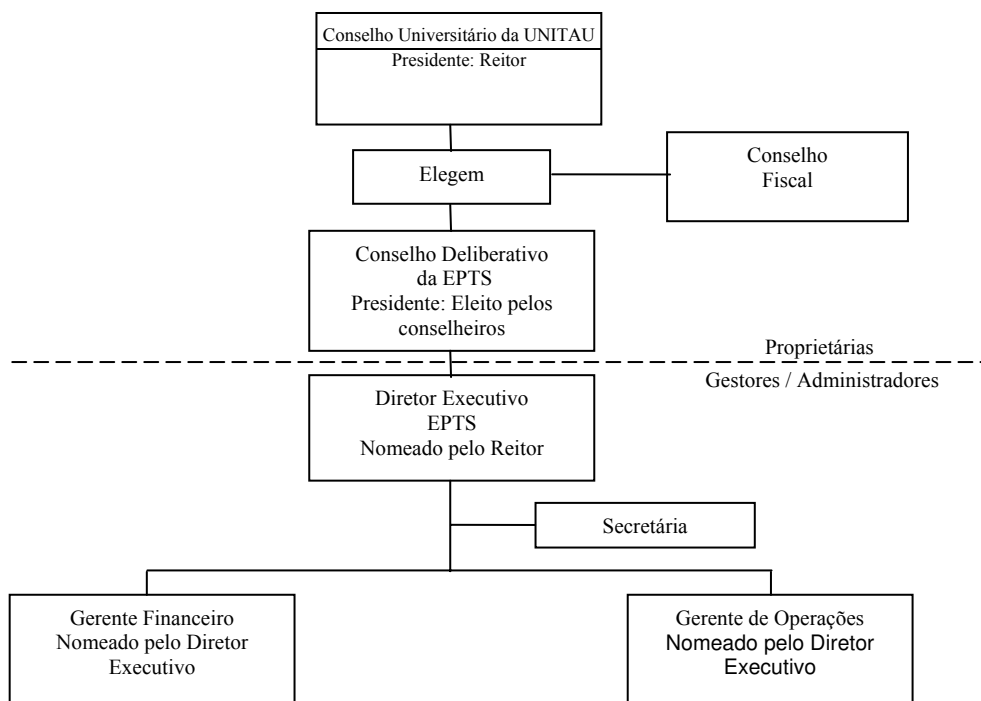 Conselho Universitário da UNITAU
Presidente: Reitor
Elegem
Conselho
Fiscal
Conselho Deliberativo
da EPTS
Presidente: Eleito pelos
conselheiros
Proprietárias
Gestores / Administradores
Diretor Executivo
EPTS
Nomeado pelo Reitor
Secretária
Gerente Financeiro
Nomeado pelo Diretor
Executivo
Gerente de Operações
Nomeado pelo Diretor
Executivo